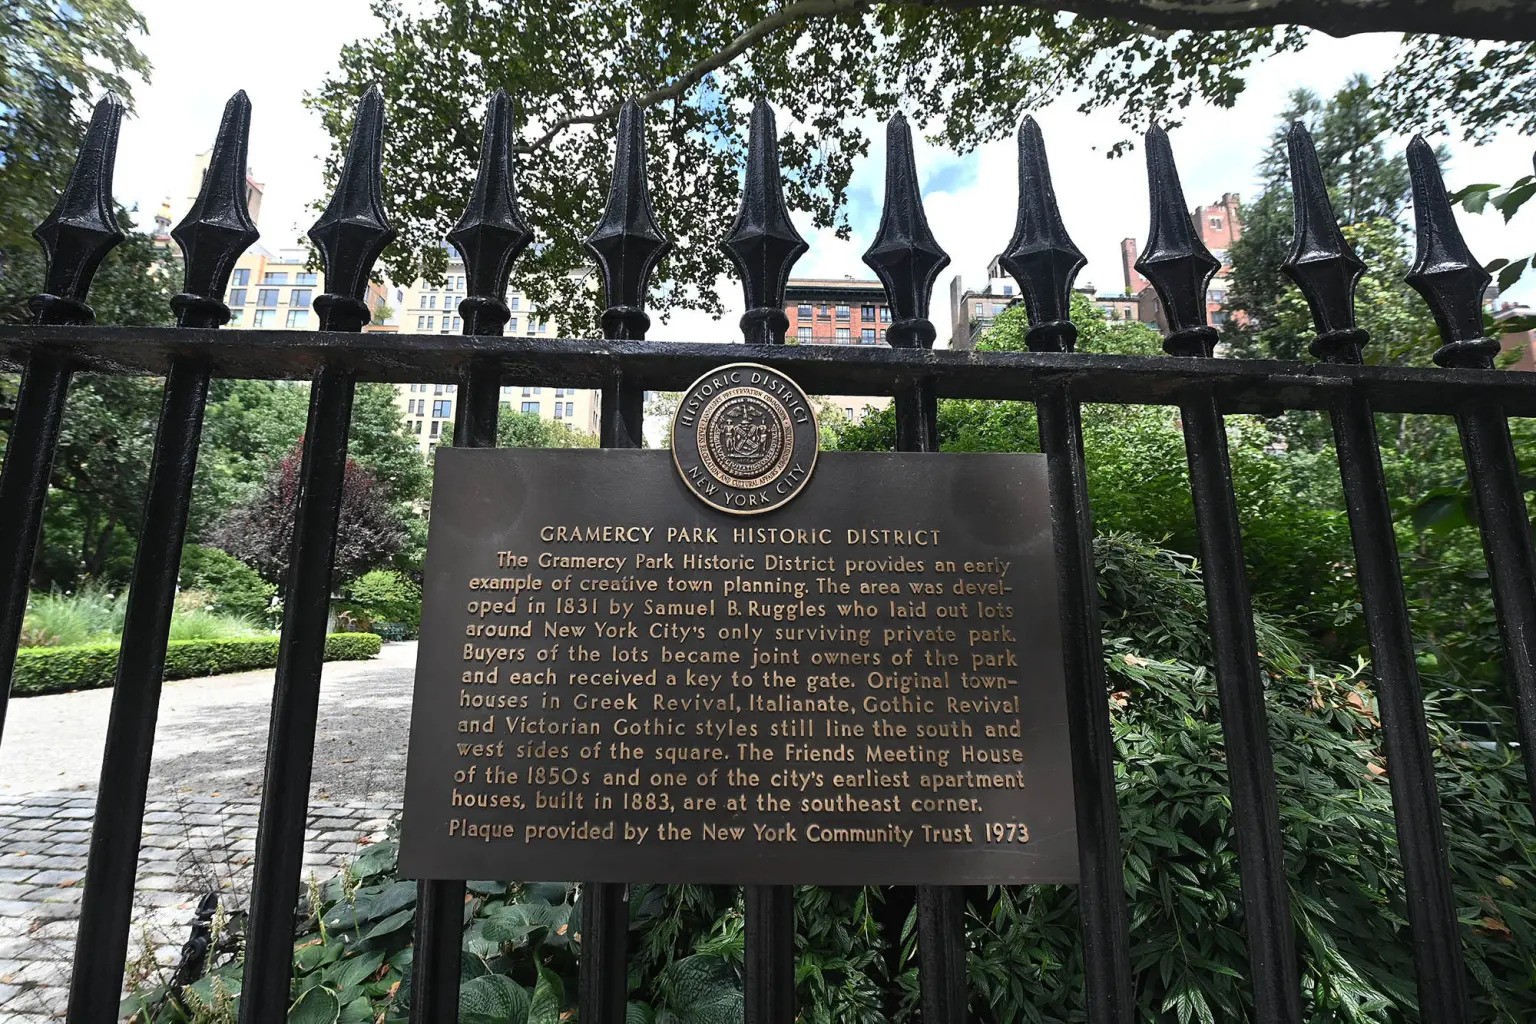 HISTORIC DISTRICT
NEW YORK CITY
GRAMERCY PARK HISTORIC DISTRICT
The Gramercy Park Historic District provides an early
example of creative town planning. The area was devel-
oped in 1831 by Samuel B. Ruggles who laid out lots
around New York City's only surviving private park.
Buyers of the lots became joint owners of the park
and each received a key to the gate. Original town-
houses in Greek Revival, Italianate, Gothic Revival
and Victorian Gothic styles still line the south and
west sides of the square. The Friends Meeting House
of the 1850s and one of the city's earliest apartment
houses, built in 1883, are at the southeast corner.
Plaque provided by the New York Community Trust 1973